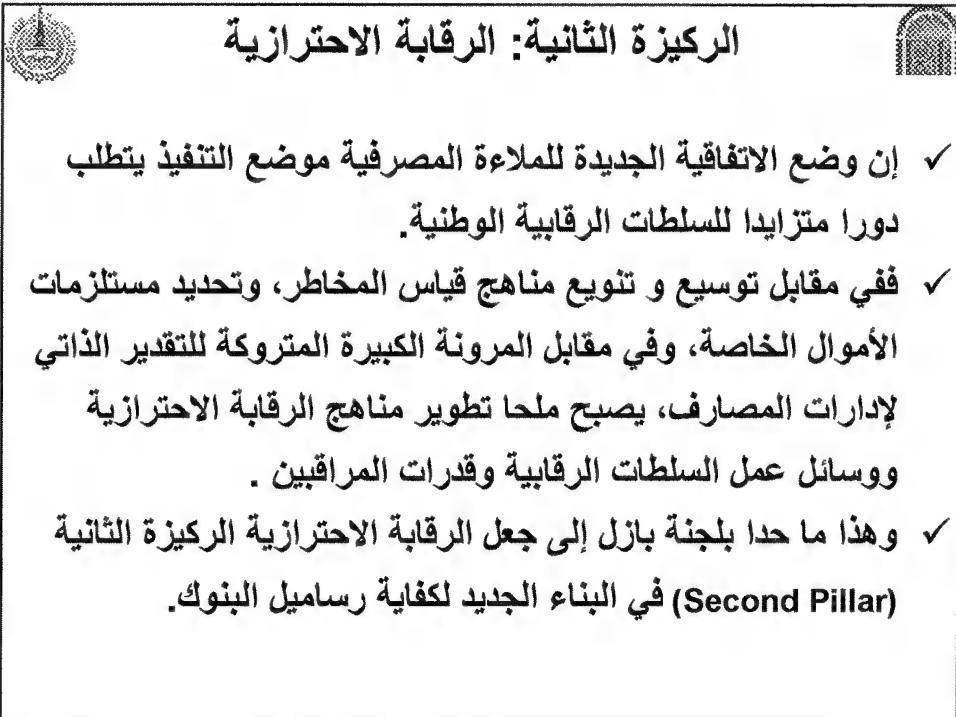 الركيزة الثانية: الرقابة الاحترازية
✓ إن وضع الاتفاقية الجديدة للملاءة المصرفية موضع التنفيذ يتطلب
دورا متزايدا للسلطات الرقابية الوطنية.
✓ ففي مقابل توسيع و تنويع مناهج قياس المخاطر، وتحديد مستلزمات
الأموال الخاصة، وفي مقابل المرونة الكبيرة المتروكة للتقدير الذاتي
لإدارات المصارف، يصبح ملحا تطوير مناهج الرقابة الاحترازية
ووسائل عمل السلطات الرقابية وقدرات المراقبين .
✓ وهذا ما حدا بلجنة بازل إلى جعل الرقابة الاحترازية الركيزة الثانية
(Second Pillar) في البناء الجديد لكفاية رساميل البنوك.